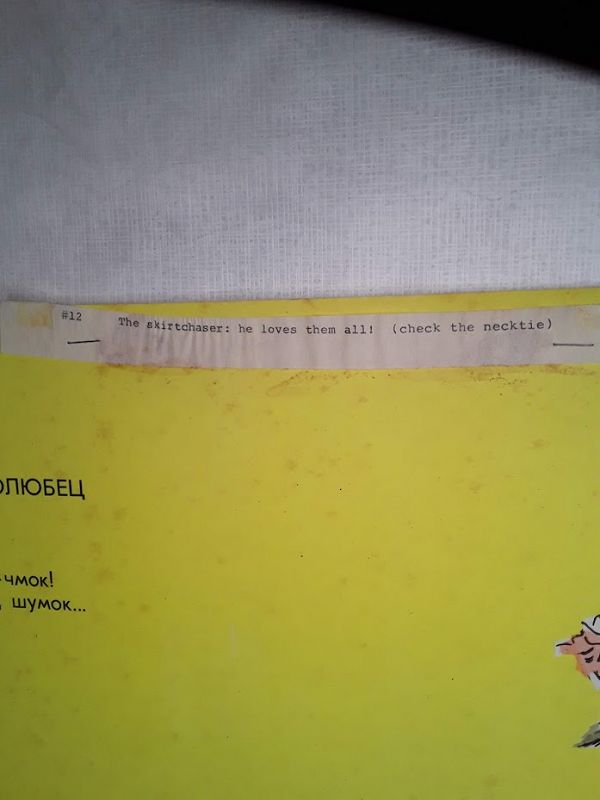 #12 The skirtchaser: he loves them all! (check the necktie)
ОЛЮБЕЦ
-чмок!
, шумок...